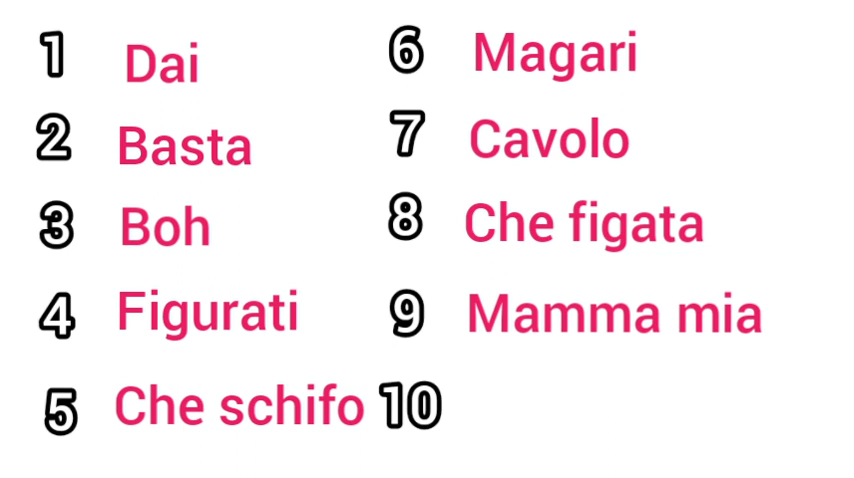 1 Dai
2 Basta
3 Boh
4 Figurati
5 Che schifo
6 Magari
7 Cavolo
8 Che figata
9 Mamma mia
10